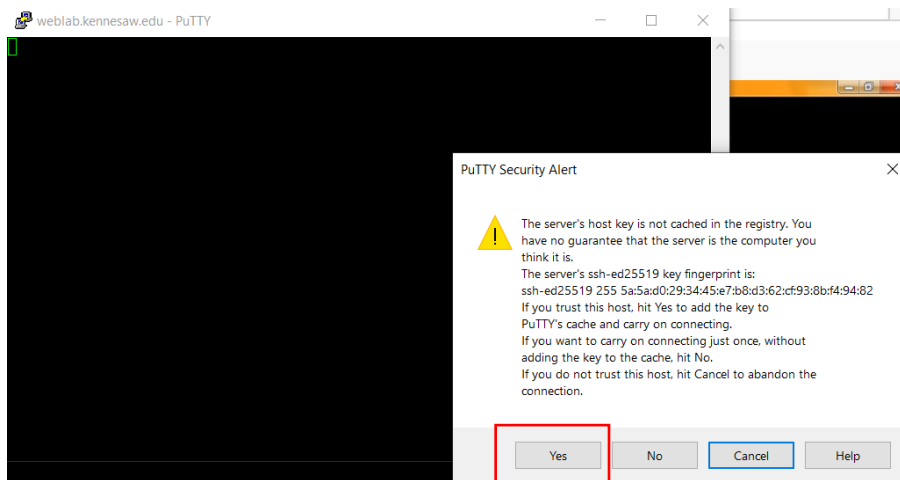 weblab.kennesaw.edu - PuTTY
PuTTY Security Alert
The server's host key is not cached in the registry. You
have no guarantee that the server is the computer you
think it is.
The server's ssh-ed25519 key fingerprint is:
ssh-ed25519 255 5a:5a:d0:29:34:45:e7:b8:d3:62:cf:93:8b:f4:94:82
If you trust this host, hit Yes to add the key to
PuTTY's cache and carry on connecting.
If you want to carry on connecting just once, without
adding the key to the cache, hit No.
If you do not trust this host, hit Cancel to abandon the
connection.
Yes No Cancel Help